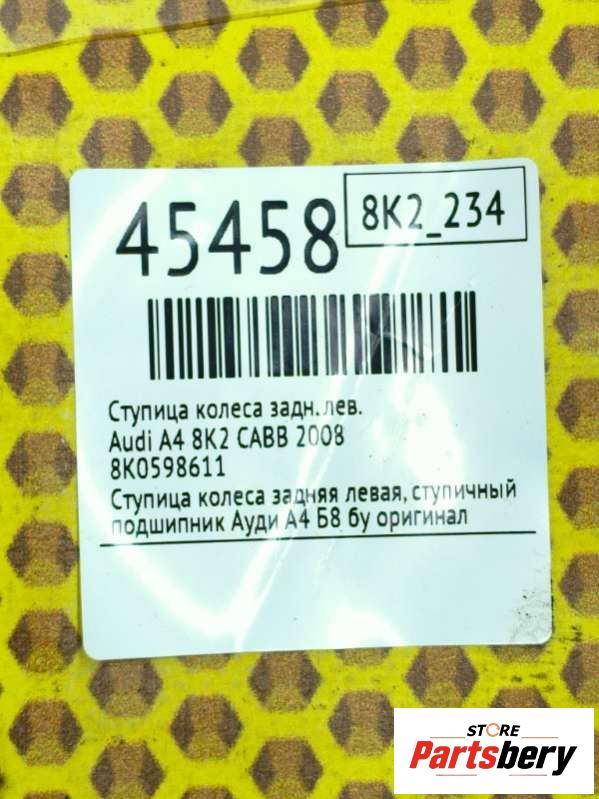 45458
8K2_234
Ступица колеса задн. лев.
Audi A4 8K2 CABB 2008
8K0598611
Ступица колеса задняя левая, ступичный
подшипник Ауди А4 Б8 бу оригинал
STORE
Partsbery